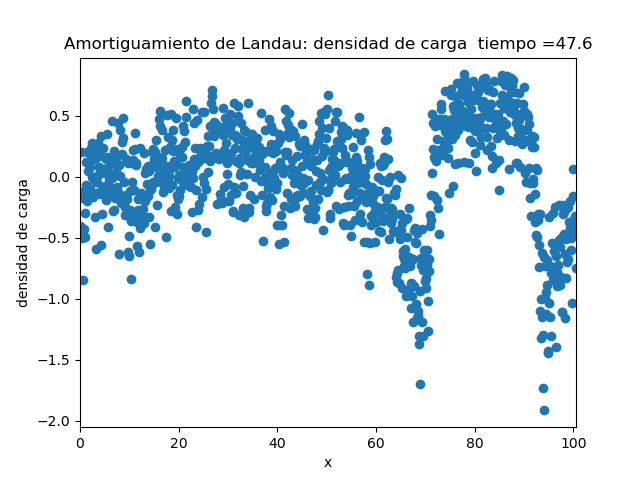 Amortiguamiento de Landau: densidad de carga  tiempo =47.6
densidad de carga
0.5
0.0
−0.5
−1.0
−1.5
−2.0
0 20 40 60 80 100
x